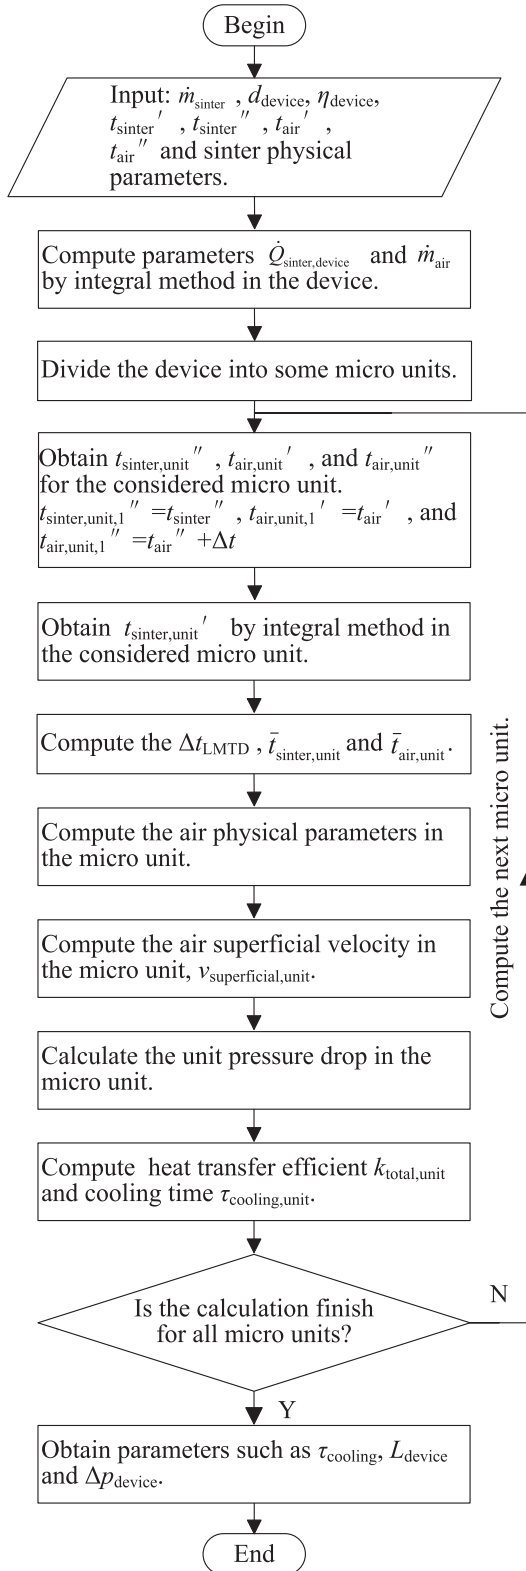 Begin
Input: ṁsinter , ddevice, ηdevice,
tsinter′ , tsinter″ , tair′ ,
tair″ and sinter physical
parameters.
Compute parameters Q̇sinter,device and ṁair
by integral method in the device.
Divide the device into some micro units.
Obtain tsinter,unit″ , tair,unit′ , and tair,unit″
for the considered micro unit.
tsinter,unit,1″ =tsinter″ , tair,unit,1′ =tair′ , and
tair,unit,1″ =tair″ +Δt
Obtain tsinter,unit′ by integral method in
the considered micro unit.
Compute the ΔtLMTD , t̄sinter,unit and t̄air,unit.
Compute the air physical parameters in
the micro unit.
Compute the air superficial velocity in
the micro unit, vsuperficial,unit.
Calculate the unit pressure drop in the
micro unit.
Compute heat transfer efficient ktotal,unit
and cooling time τcooling,unit.
Is the calculation finish
for all micro units?
N
Compute the next micro unit.
Y
Obtain parameters such as τcooling, Ldevice
and Δpdevice.
End